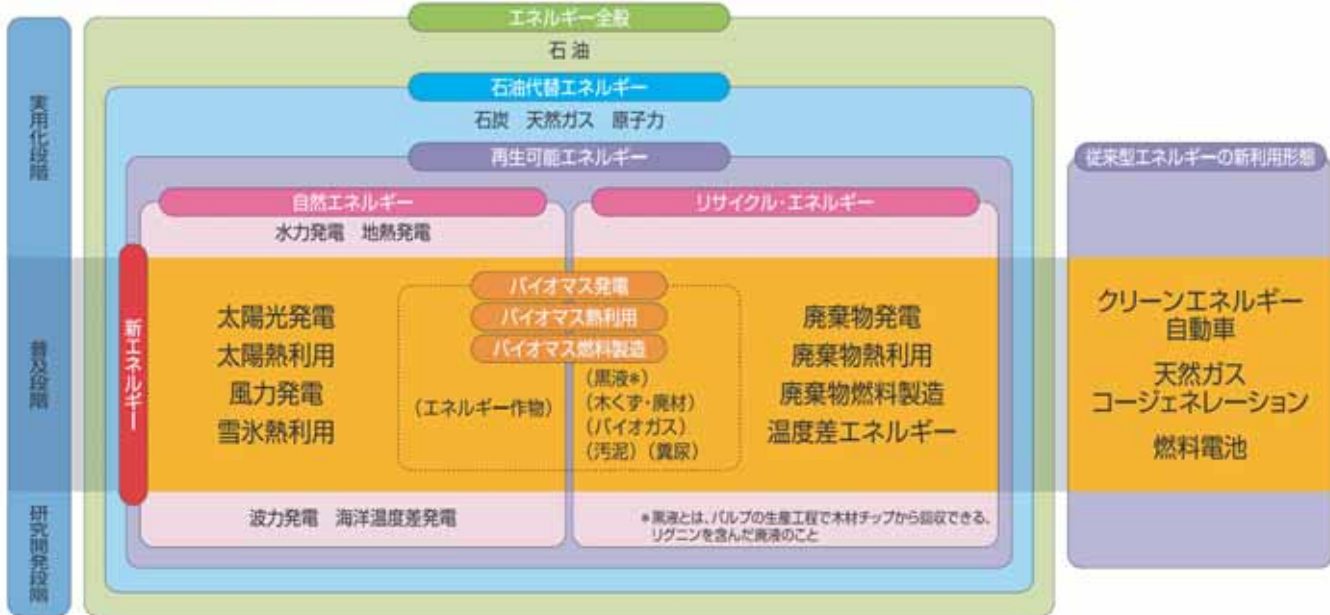 エネルギー全般
石油
石油代替エネルギー
石炭 天然ガス 原子力
再生可能エネルギー
従来型エネルギーの新利用形態
実用化段階
自然エネルギー
リサイクル・エネルギー
水力発電 地熱発電
普及段階
新エネルギー
太陽光発電
太陽熱利用
風力発電
雪氷熱利用
バイオマス発電
バイオマス熱利用
バイオマス燃料製造
(エネルギー作物)
(黒液*)
(木くず・廃材)
(バイオガス)
(汚泥)(糞尿)
廃棄物発電
廃棄物熱利用
廃棄物燃料製造
温度差エネルギー
クリーンエネルギー
自動車
天然ガス
コージェネレーション
燃料電池
研究開発段階
波力発電 海洋温度差発電
*黒液とは、パルプの生産工程で木材チップから回収できる、
リグニンを含んだ廃液のこと